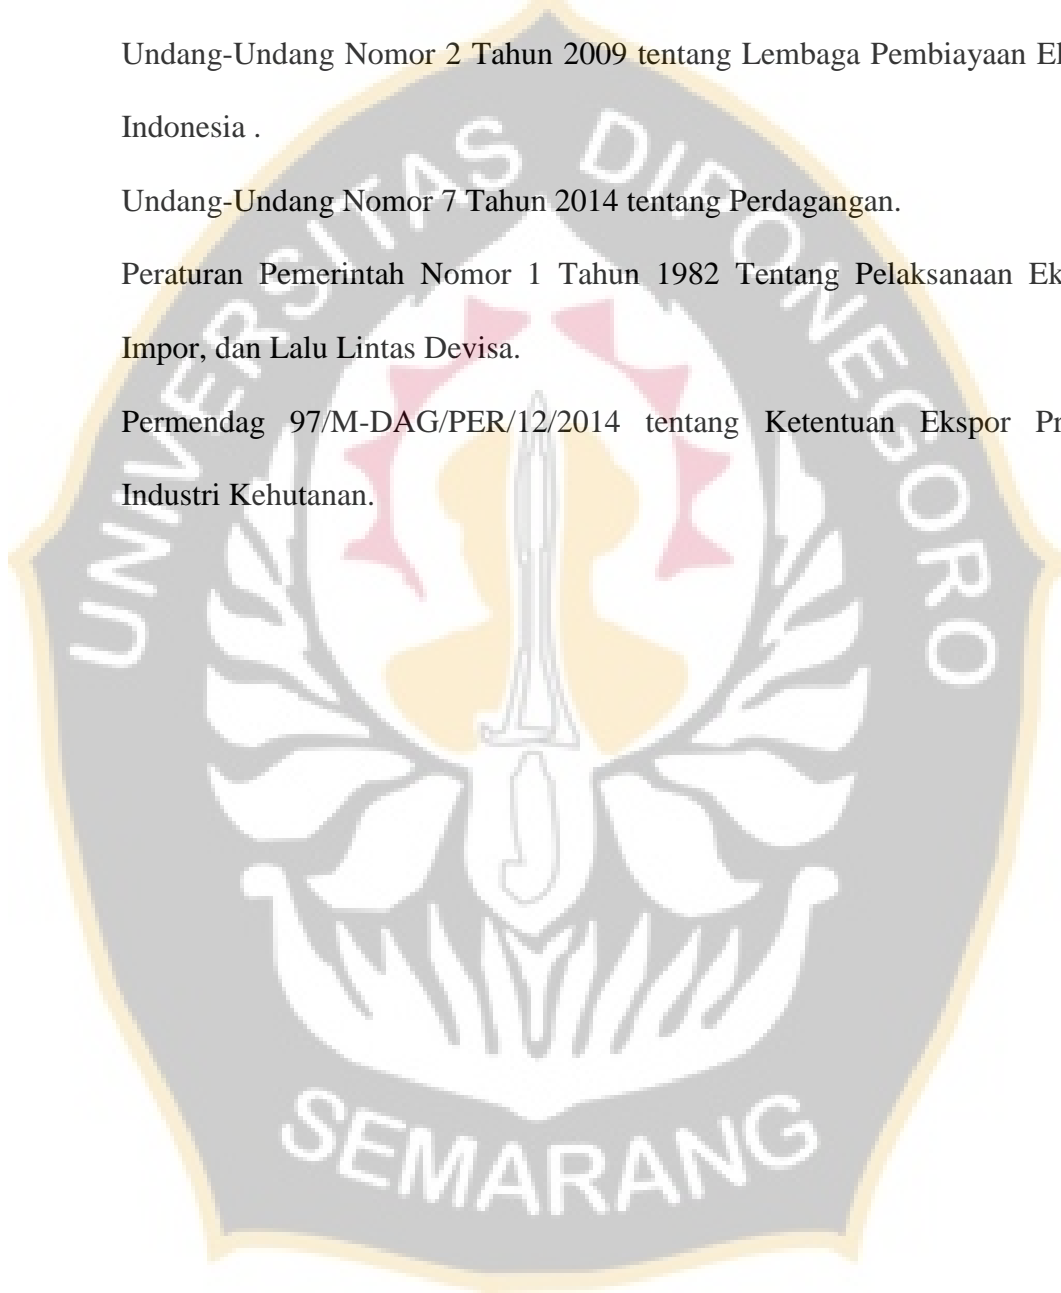 Undang-Undang Nomor 2 Tahun 2009 tentang Lembaga Pembiayaan
Indonesia .
Undang-Undang Nomor 7 Tahun 2014 tentang Perdagangan.
Peraturan Pemerintah Nomor 1 Tahun 1982 Tentang Pelaksanaan
Impor, dan Lalu Lintas Devisa.
Permendag 97/M-DAG/PER/12/2014 tentang Ketentuan Ekspor
Industri Kehutanan.
UNIVERSITAS DIPONEGORO
SEMARANG